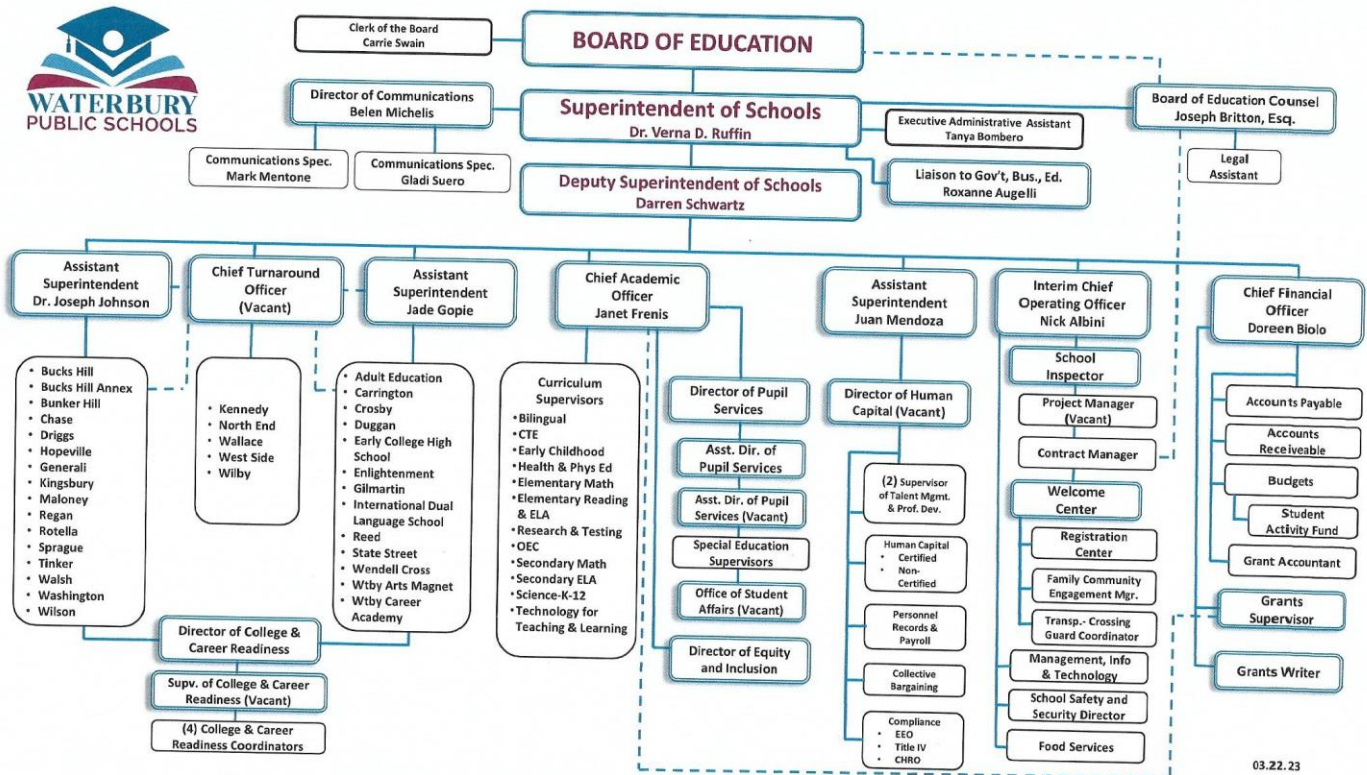 WATERBURY
PUBLIC SCHOOLS
Clerk of the Board
Carrie Swain
BOARD OF EDUCATION
Director of Communications
Belen Michelis
Superintendent of Schools
Dr. Verna D. Ruffin
Executive Administrative Assistant
Tanya Bombero
Board of Education Counsel
Joseph Britton, Esq.
Communications Spec.
Mark Mentone
Communications Spec.
Gladi Suero
Legal
Assistant
Deputy Superintendent of Schools
Darren Schwartz
Liaison to Gov't, Bus., Ed.
Roxanne Augelli
Assistant
Superintendent
Dr. Joseph Johnson
Chief Turnaround
Officer
(Vacant)
Assistant
Superintendent
Jade Gopie
Chief Academic
Officer
Janet Frenis
Assistant
Superintendent
Juan Mendoza
Interim Chief
Operating Officer
Nick Albini
Chief Financial
Officer
Doreen Biolo
• Bucks Hill
• Bucks Hill Annex
• Bunker Hill
• Chase
• Driggs
• Hopeville
• Generali
• Kingsbury
• Maloney
• Regan
• Rotella
• Sprague
• Tinker
• Walsh
• Washington
• Wilson
• Kennedy
• North End
• Wallace
• West Side
• Wilby
• Adult Education
• Carrington
• Crosby
• Duggan
• Early College High
School
• Enlightenment
• Gilmartin
• International Dual
Language School
• Reed
• State Street
• Wendell Cross
• Wtby Arts Magnet
• Wtby Career
Academy
Director of College &
Career Readiness
Supv. of College & Career
Readiness (Vacant)
(4) College & Career
Readiness Coordinators
Curriculum
Supervisors
•Bilingual
•CTE
•Early Childhood
•Health & Phys Ed
•Elementary Math
•Elementary Reading
& ELA
•Research & Testing
•OEC
•Secondary Math
•Secondary ELA
•Science-K-12
•Technology for
Teaching & Learning
Director of Pupil
Services
Asst. Dir. of
Pupil Services
Asst. Dir. of Pupil
Services (Vacant)
Special Education
Supervisors
Office of Student
Affairs (Vacant)
Director of Equity
and Inclusion
Director of Human
Capital (Vacant)
(2) Supervisor
of Talent Mgmt.
& Prof. Dev.
Human Capital
• Certified
• Non-
Certified
Personnel
Records &
Payroll
Collective
Bargaining
Compliance
• EEO
• Title IV
• CHRO
School
Inspector
Project Manager
(Vacant)
Contract Manager
Welcome
Center
Registration
Center
Family Community
Engagement Mgr.
Transp.- Crossing
Guard Coordinator
Management, Info
& Technology
School Safety and
Security Director
Food Services
Accounts Payable
Accounts
Receiveable
Budgets
Student
Activity Fund
Grant Accountant
Grants
Supervisor
Grants Writer
03.22.23